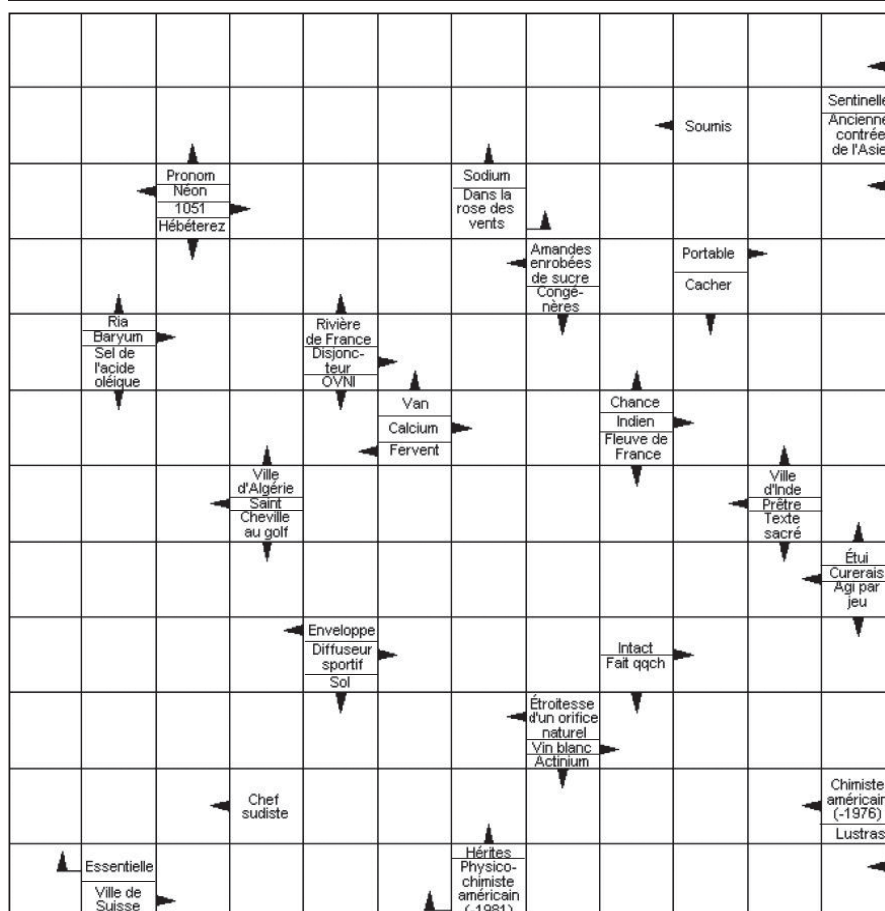 Soumis
Sentinelle
Ancienne
contrée
de l'Asie
Pronom
Néon
1051
Hébéterez
Sodium
Dans la
rose des
vents
Amandes
enrobées
de sucre
Congé-
nères
Portable
Cacher
Ria
Baryum
Sel de
l'acide
oléique
Rivière
de France
Disjonc-
teur
OVNI
Van
Calcium
Fervent
Chance
Indien
Fleuve de
France
Ville
d'Algérie
Saint
Cheville
au golf
Ville
d'Inde
Prêtre
Texte
sacré
Étui
Curerais
Agi par
jeu
Enveloppe
Diffuseur
sportif
Sol
Intact
Fait qqch
Étroitesse
d'un orifice
naturel
Vin blanc
Actinium
Chef
sudiste
Chimiste
américain
(-1976)
Lustras
Essentielle
Ville de
Suisse
Hérites
Physico-
chimiste
américain
(-1981)